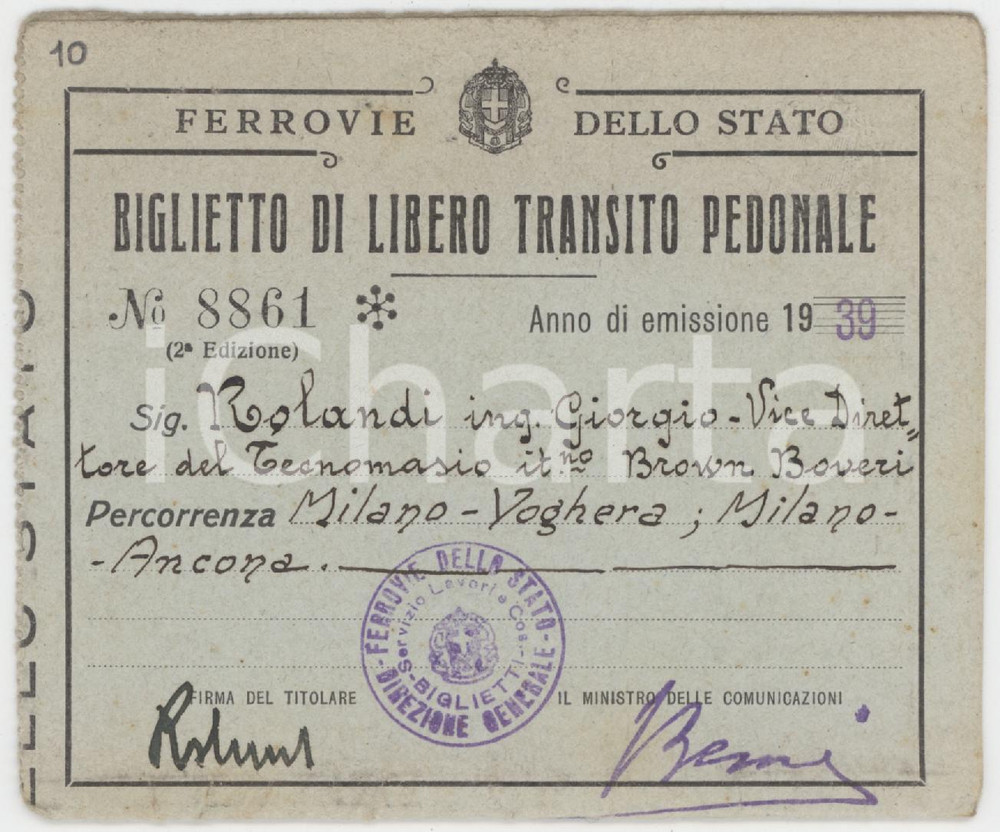 10
FERROVIE DELLO STATO
BIGLIETTO DI LIBERO TRANSITO PEDONALE
No 8861
Anno di emissione 1939
(2ª Edizione)
iCharta
Sig. Rolandi ing. Giorgio - Vice Diret„
tore del Tecnomasio it.no Brown Boveri
Percorrenza Milano - Voghera ; Milano -
- Ancona .
- FERROVIE DELLO STATO -
Servizio Lavori e Cos.
- BIGLIETTI -
DIREZIONE GENERALE
FIRMA DEL TITOLARE
IL MINISTRO DELLE COMUNICAZIONI